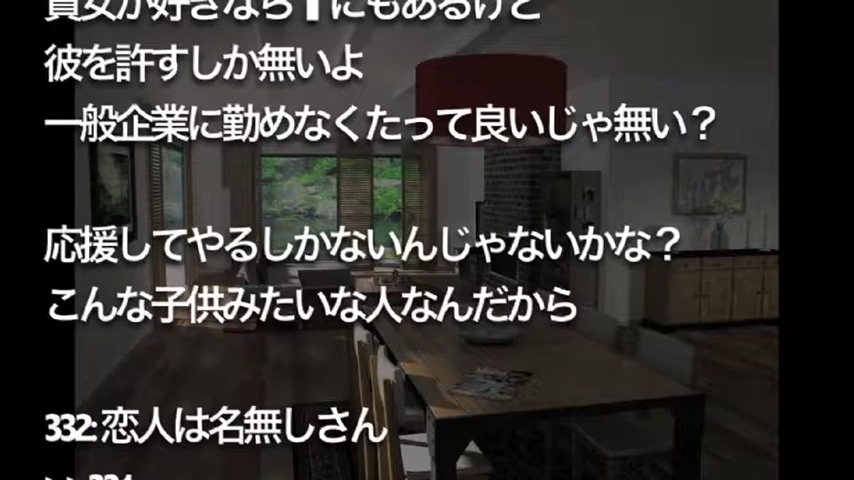 彼を許すしか無いよ
一般企業に勤めなくたって良いじゃ無い？
応援してやるしかないんじゃないかな？
こんな子供みたいな人なんだから
332:恋人は名無しさん